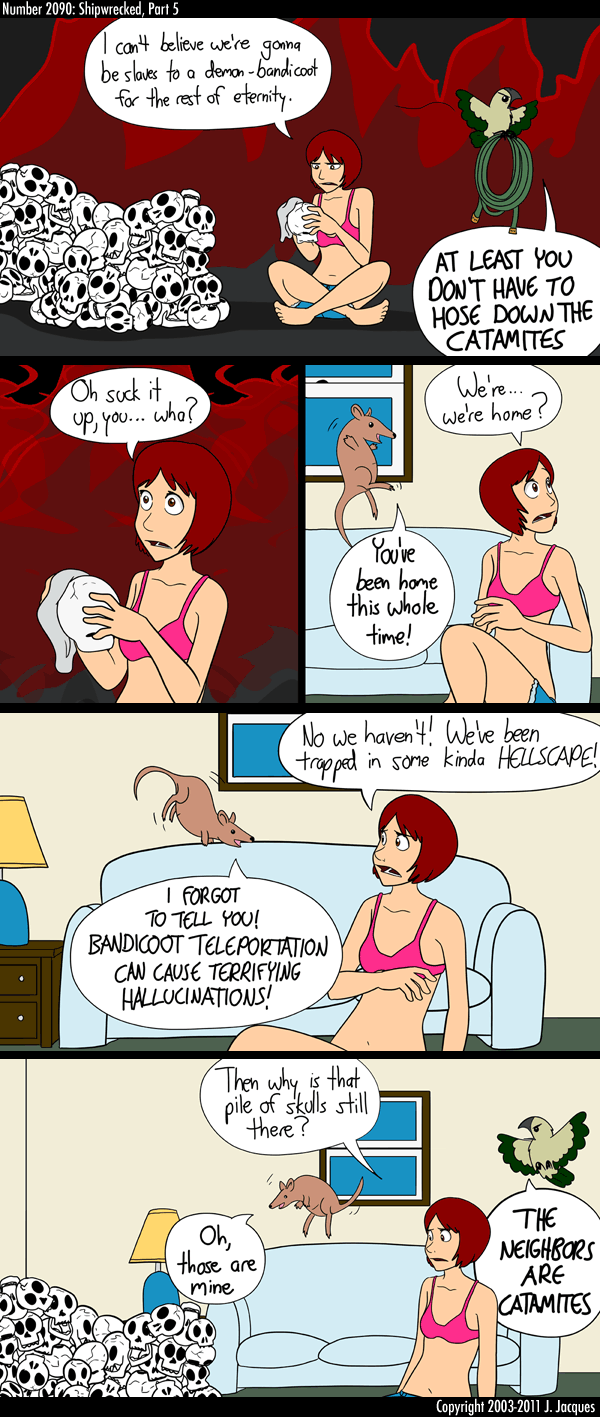 Number 2090: Shipwrecked, Part 5
I can't believe we're gonna
be slaves to a demon-bandicoot
for the rest of eternity.
AT LEAST YOU
DON'T HAVE TO
HOSE DOWN THE
CATAMITES
Oh suck it
up, you... wha?
We're...
we're home?
You've
been home
this whole
time!
No we haven't! We've been
trapped in some kinda HELLSCAPE!
I FORGOT
TO TELL YOU!
BANDICOOT TELEPORTATION
CAN CAUSE TERRIFYING
HALLUCINATIONS!
Then why is that
pile of skulls still
there?
Oh,
those are
mine
THE
NEIGHBORS
ARE
CATAMITES
Copyright 2003-2011 J. Jacques